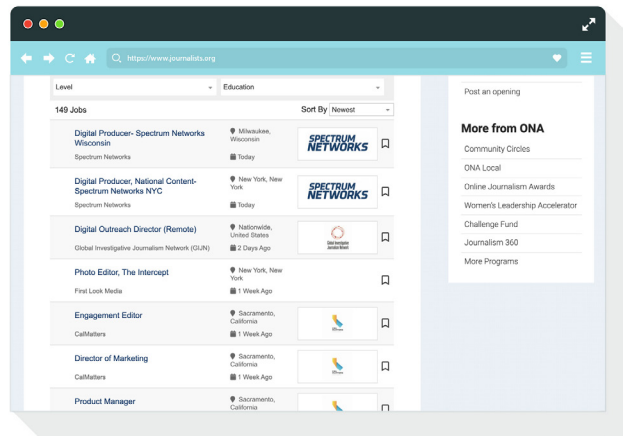 https://www.journalists.org
Level
Education
149 Jobs
Sort By Newest
Digital Producer- Spectrum Networks
Wisconsin
Spectrum Networks
Milwaukee,
Wisconsin
Today
SPECTRUM
NETWORKS
Digital Producer, National Content-
Spectrum Networks NYC
Spectrum Networks
New York, New
York
Today
SPECTRUM
NETWORKS
Digital Outreach Director (Remote)
Global Investigative Journalism Network (GIJN)
Nationwide,
United States
2 Days Ago
Global Investigative
Journalism Network
Photo Editor, The Intercept
First Look Media
New York, New
York
1 Week Ago
Engagement Editor
CalMatters
Sacramento,
California
1 Week Ago
Director of Marketing
CalMatters
Sacramento,
California
1 Week Ago
Product Manager
Sacramento,
California
Post an opening
More from ONA
Community Circles
ONA Local
Online Journalism Awards
Women's Leadership Accelerator
Challenge Fund
Journalism 360
More Programs